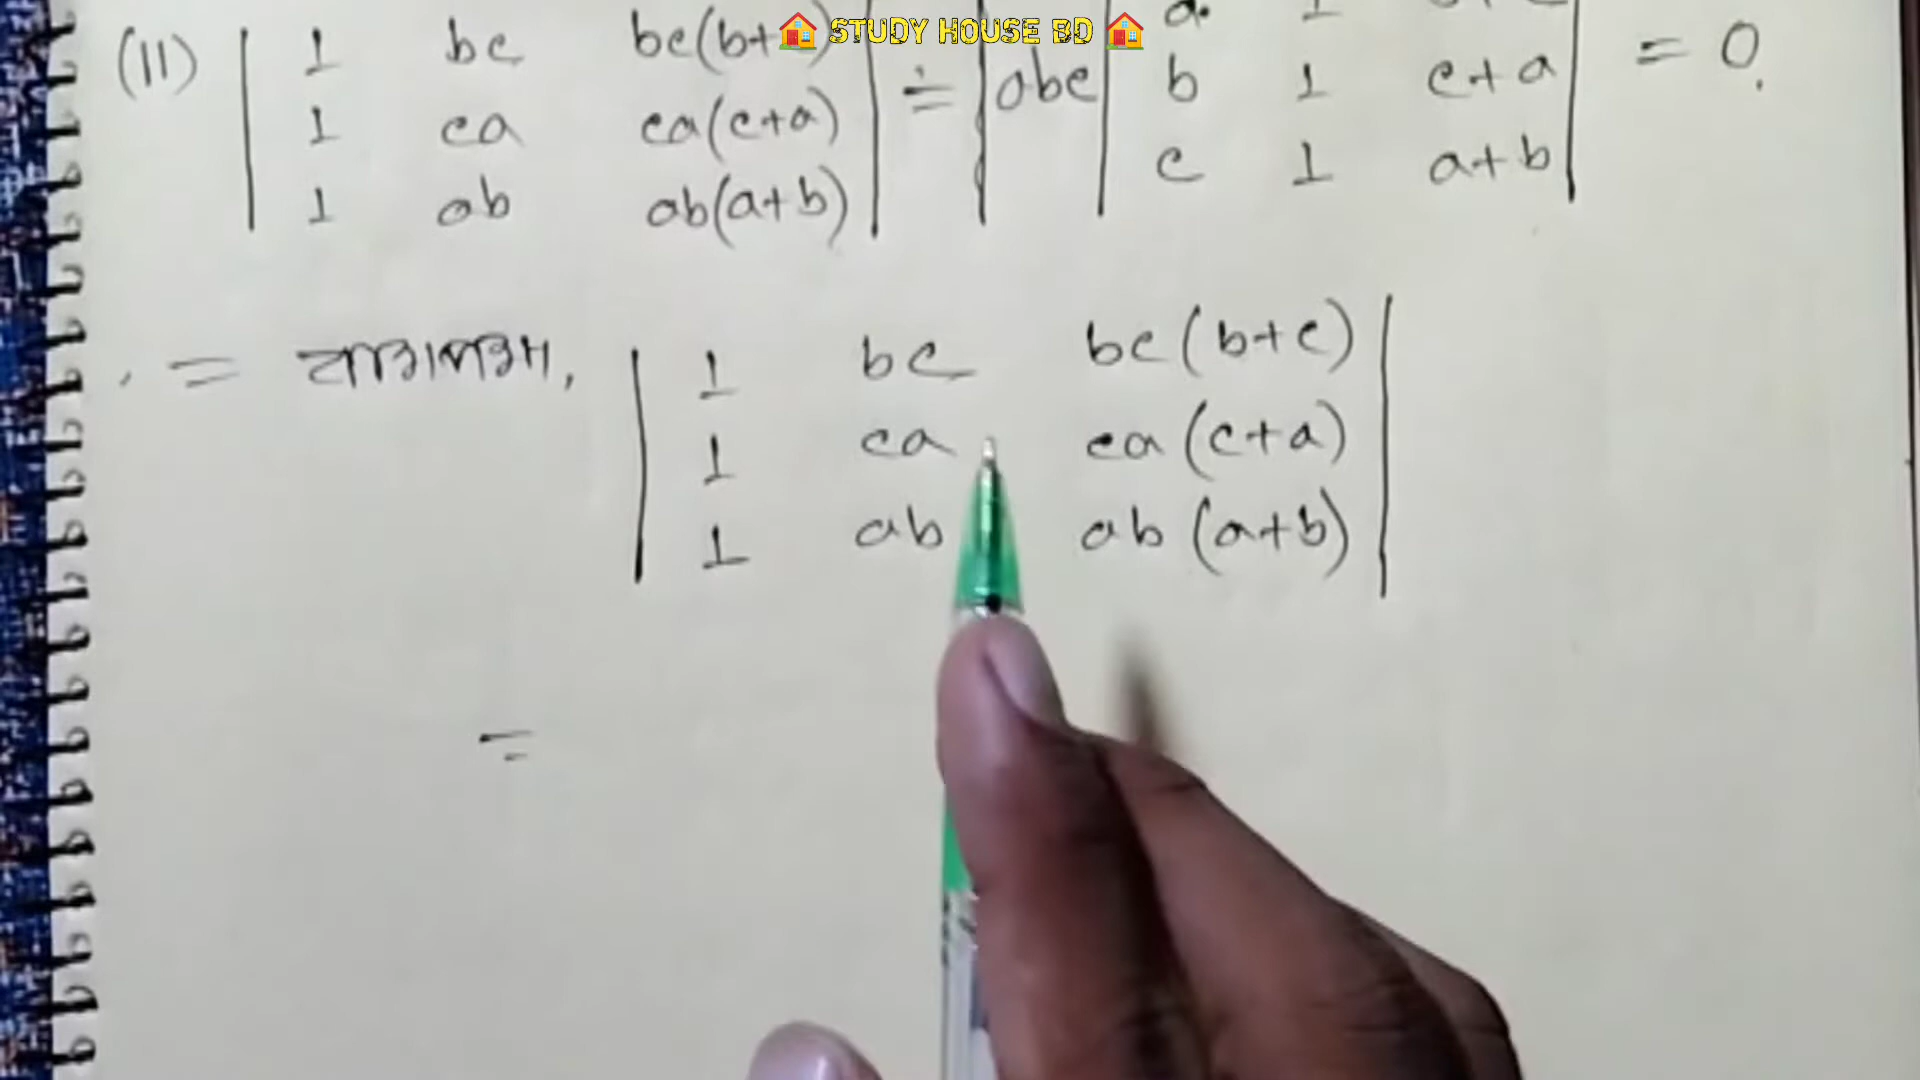 🏠 STUDY HOUSE BD 🏠
(11) | 1 bc bc(b+ | = |abc| a 1 | = 0.
| 1 ca ca(c+a) | b 1 c+a |
| 1 ab ab(a+b) | c 1 a+b |
= বামপক্ষ, | 1 bc bc(b+c) |
| 1 ca ca(c+a) |
| 1 ab ab(a+b) |
=